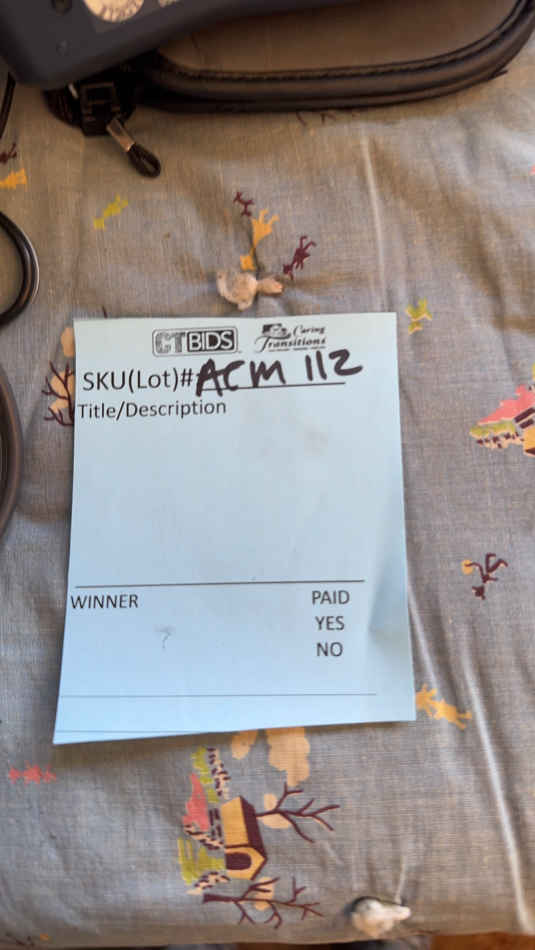 CTBIDS Caring Transitions
SKU(Lot)# ACM 112
Title/Description
WINNER PAID
YES
NO